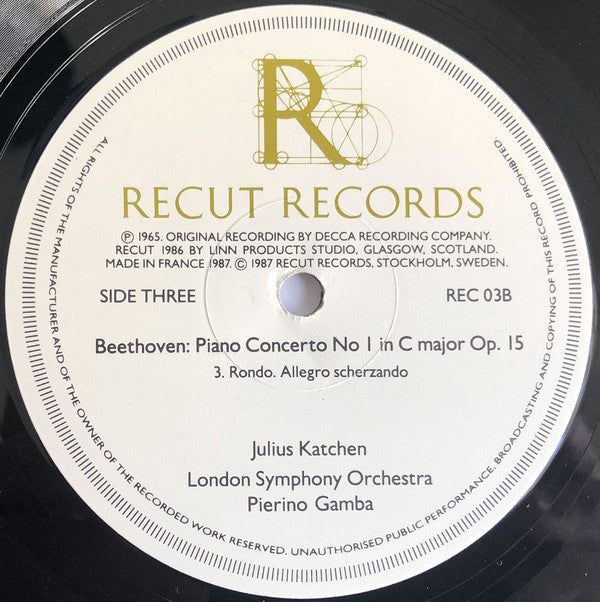 R
RECUT RECORDS
℗ 1965. ORIGINAL RECORDING BY DECCA RECORDING COMPANY.
RECUT 1986 BY LINN PRODUCTS STUDIO, GLASGOW, SCOTLAND.
MADE IN FRANCE 1987. © 1987 RECUT RECORDS, STOCKHOLM, SWEDEN.
SIDE THREE
REC 03B
Beethoven: Piano Concerto No 1 in C major Op. 15
3. Rondo. Allegro scherzando
Julius Katchen
London Symphony Orchestra
Pierino Gamba
ALL RIGHTS OF THE MANUFACTURER AND OF THE OWNER OF THE RECORDED WORK RESERVED. UNAUTHORISED PUBLIC PERFORMANCE, BROADCASTING AND COPYING OF THIS RECORD PROHIBITED.